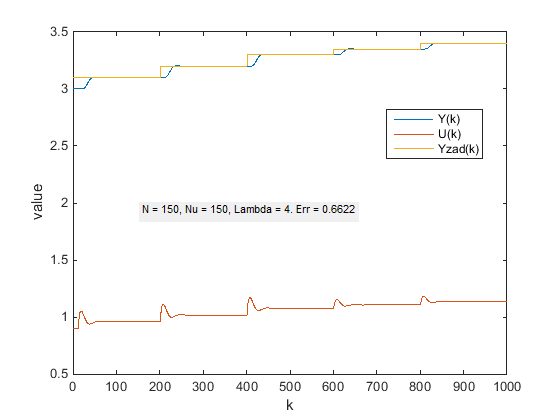 3.5
3
2.5
2
1.5
1
0.5
value
Y(k)
U(k)
Yzad(k)
N = 150, Nu = 150, Lambda = 4. Err = 0.6622
0 100 200 300 400 500 600 700 800 900 1000
k